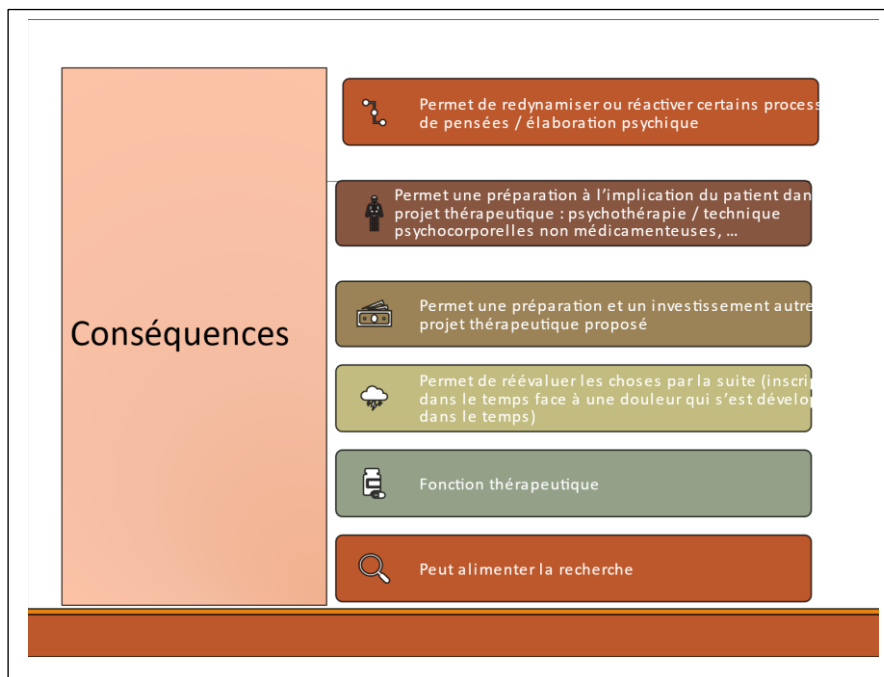 Conséquences
Permet de redynamiser ou réactiver certains process
de pensées / élaboration psychique
Permet une préparation à l’implication du patient dan
projet thérapeutique : psychothérapie / technique
psychocorporelles non médicamenteuses, …
Permet une préparation et un investissement autre
projet thérapeutique proposé
Permet de réévaluer les choses par la suite (inscri
dans le temps face à une douleur qui s’est dévelop
dans le temps)
Fonction thérapeutique
Peut alimenter la recherche